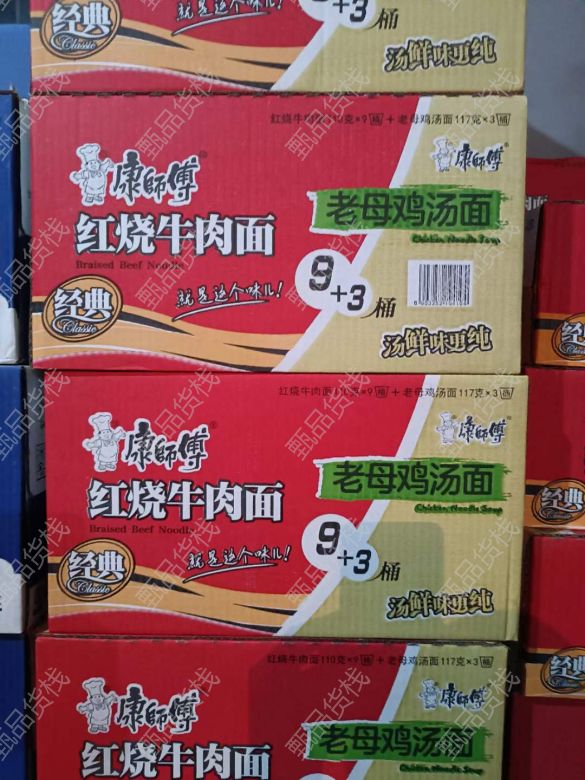 经典
Classic
就是这个味儿!
9+3桶
汤鲜味更纯
红烧牛肉面110克×9桶+老母鸡汤面117克×3桶
康師傅
康師傅
老母鸡汤面
Chicken Noodle Soup
红烧牛肉面
Braised Beef Noodle
经典
Classic
就是这个味儿!
9+3桶
汤鲜味更纯
红烧牛肉面110克×9桶+老母鸡汤面117克×3桶
康師傅
康師傅
老母鸡汤面
Chicken Noodle Soup
红烧牛肉面
Braised Beef Noodle
经典
Classic
就是这个味儿!
9+3桶
汤鲜味更纯
红烧牛肉面110克×9桶+老母鸡汤面117克×3桶
康師傅
康師傅
老母鸡汤面
Chicken Noodle Soup
红烧牛肉面
经典
经典
经典
甄品货栈